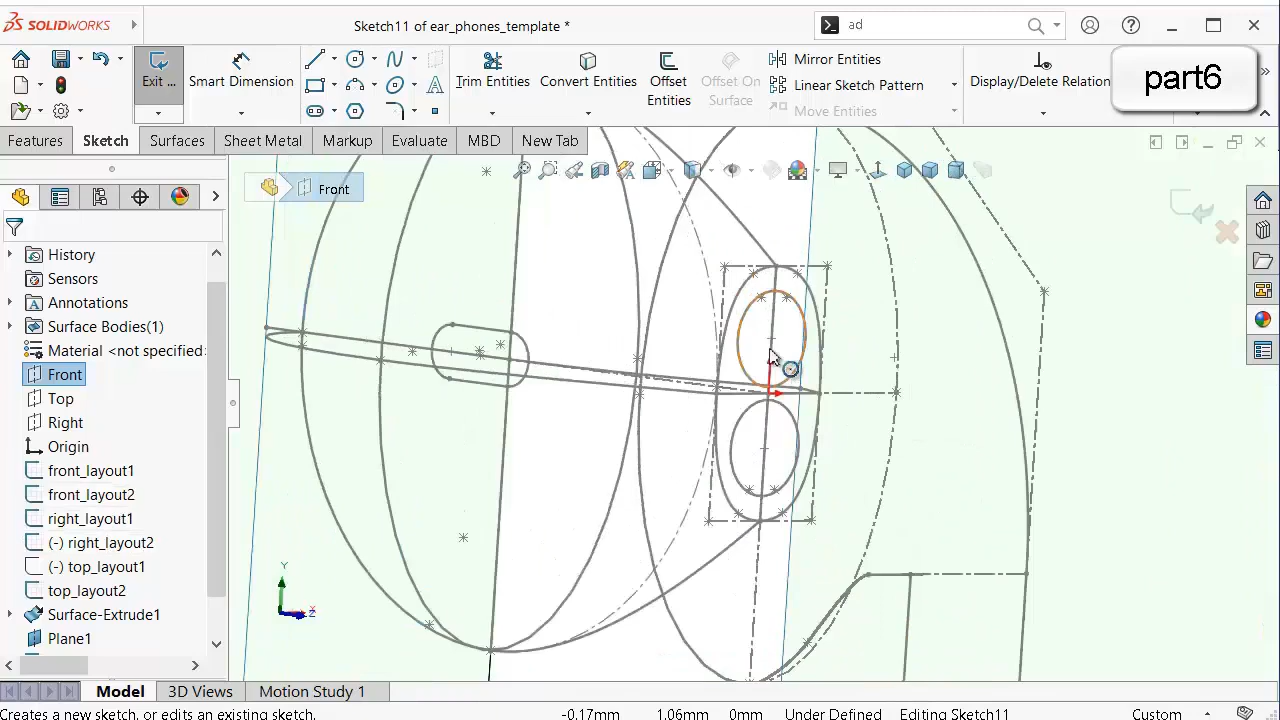 SOLIDWORKS
Sketch11 of ear_phones_template *
ad
Exit ...
Smart Dimension
Trim Entities
Convert Entities
Offset Entities
Offset On Surface
Mirror Entities
Linear Sketch Pattern
Move Entities
Display/Delete Relation
part6
Features
Sketch
Surfaces
Sheet Metal
Markup
Evaluate
MBD
New Tab
Front
History
Sensors
Annotations
Surface Bodies(1)
Material <not specified>
Front
Top
Right
Origin
front_layout1
front_layout2
right_layout1
(-) right_layout2
(-) top_layout1
top_layout2
Surface-Extrude1
Plane1
Y
X
Z
Model
3D Views
Motion Study 1
Creates a new sketch, or edits an existing sketch.
-0.17mm
1.06mm
0mm
Under Defined
Editing Sketch11
Custom